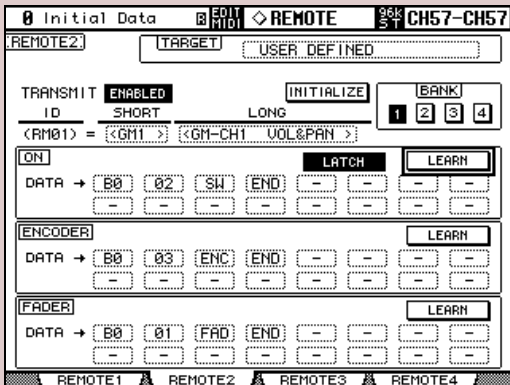 0 Initial Data R EDIT MIDI ◇REMOTE 96k ST CH57-CH57
REMOTE2: TARGET USER DEFINED
TRANSMIT ENABLED INITIALIZE BANK
ID SHORT LONG 1 2 3 4
(RM01) = <GM1 > <GM-CH1 VOL&PAN >
ON LATCH LEARN
DATA → B0 02 SW END - - - -
- - - - - - - -
ENCODER LEARN
DATA → B0 03 ENC END - - - -
- - - - - - - -
FADER LEARN
DATA → B0 01 FAD END - - - -
- - - - - - - -
REMOTE1 REMOTE2 REMOTE3 REMOTE4